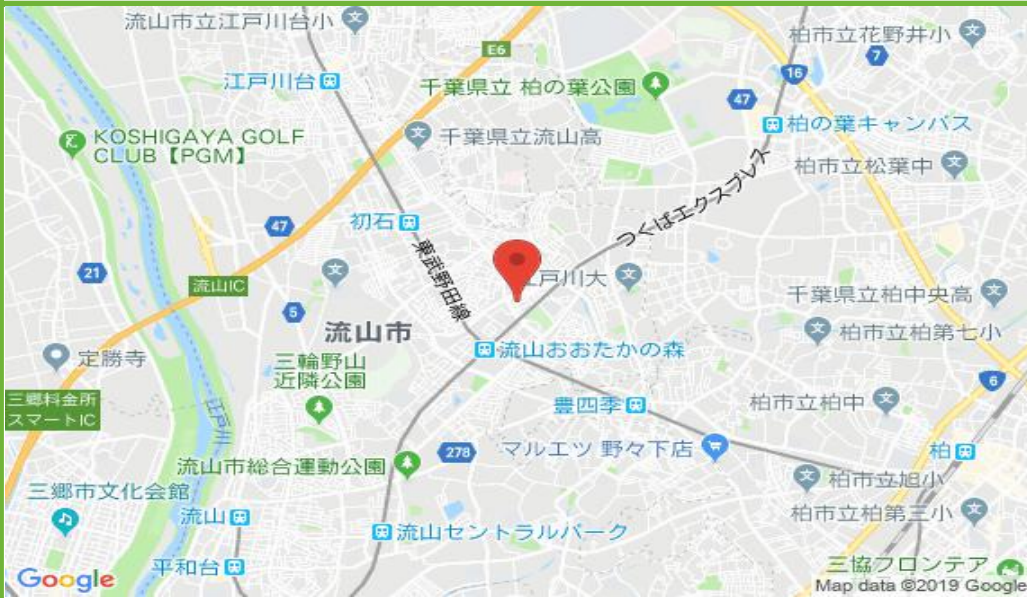 流山市立江戸川台小
柏市立花野井小
E6
7
16
江戸川台
千葉県立 柏の葉公園
47
柏の葉キャンパス
KOSHIGAYA GOLF
CLUB【PGM】
千葉県立流山高
柏市立松葉中
つくばエクスプレス
47
初石
東武野田線
21
流山IC
江戸川大
千葉県立柏中央高
5
流山市
柏市立柏第七小
定勝寺
三輪野山
近隣公園
流山おおたかの森
6
三郷料金所
スマートIC
江戸川
豊四季
柏市立柏中
278
マルエツ 野々下店
柏
流山市総合運動公園
柏市立旭小
三郷市文化会館
流山
柏市立柏第三小
流山セントラルパーク
平和台
三協フロンテア
Google
Map data ©2019 Google